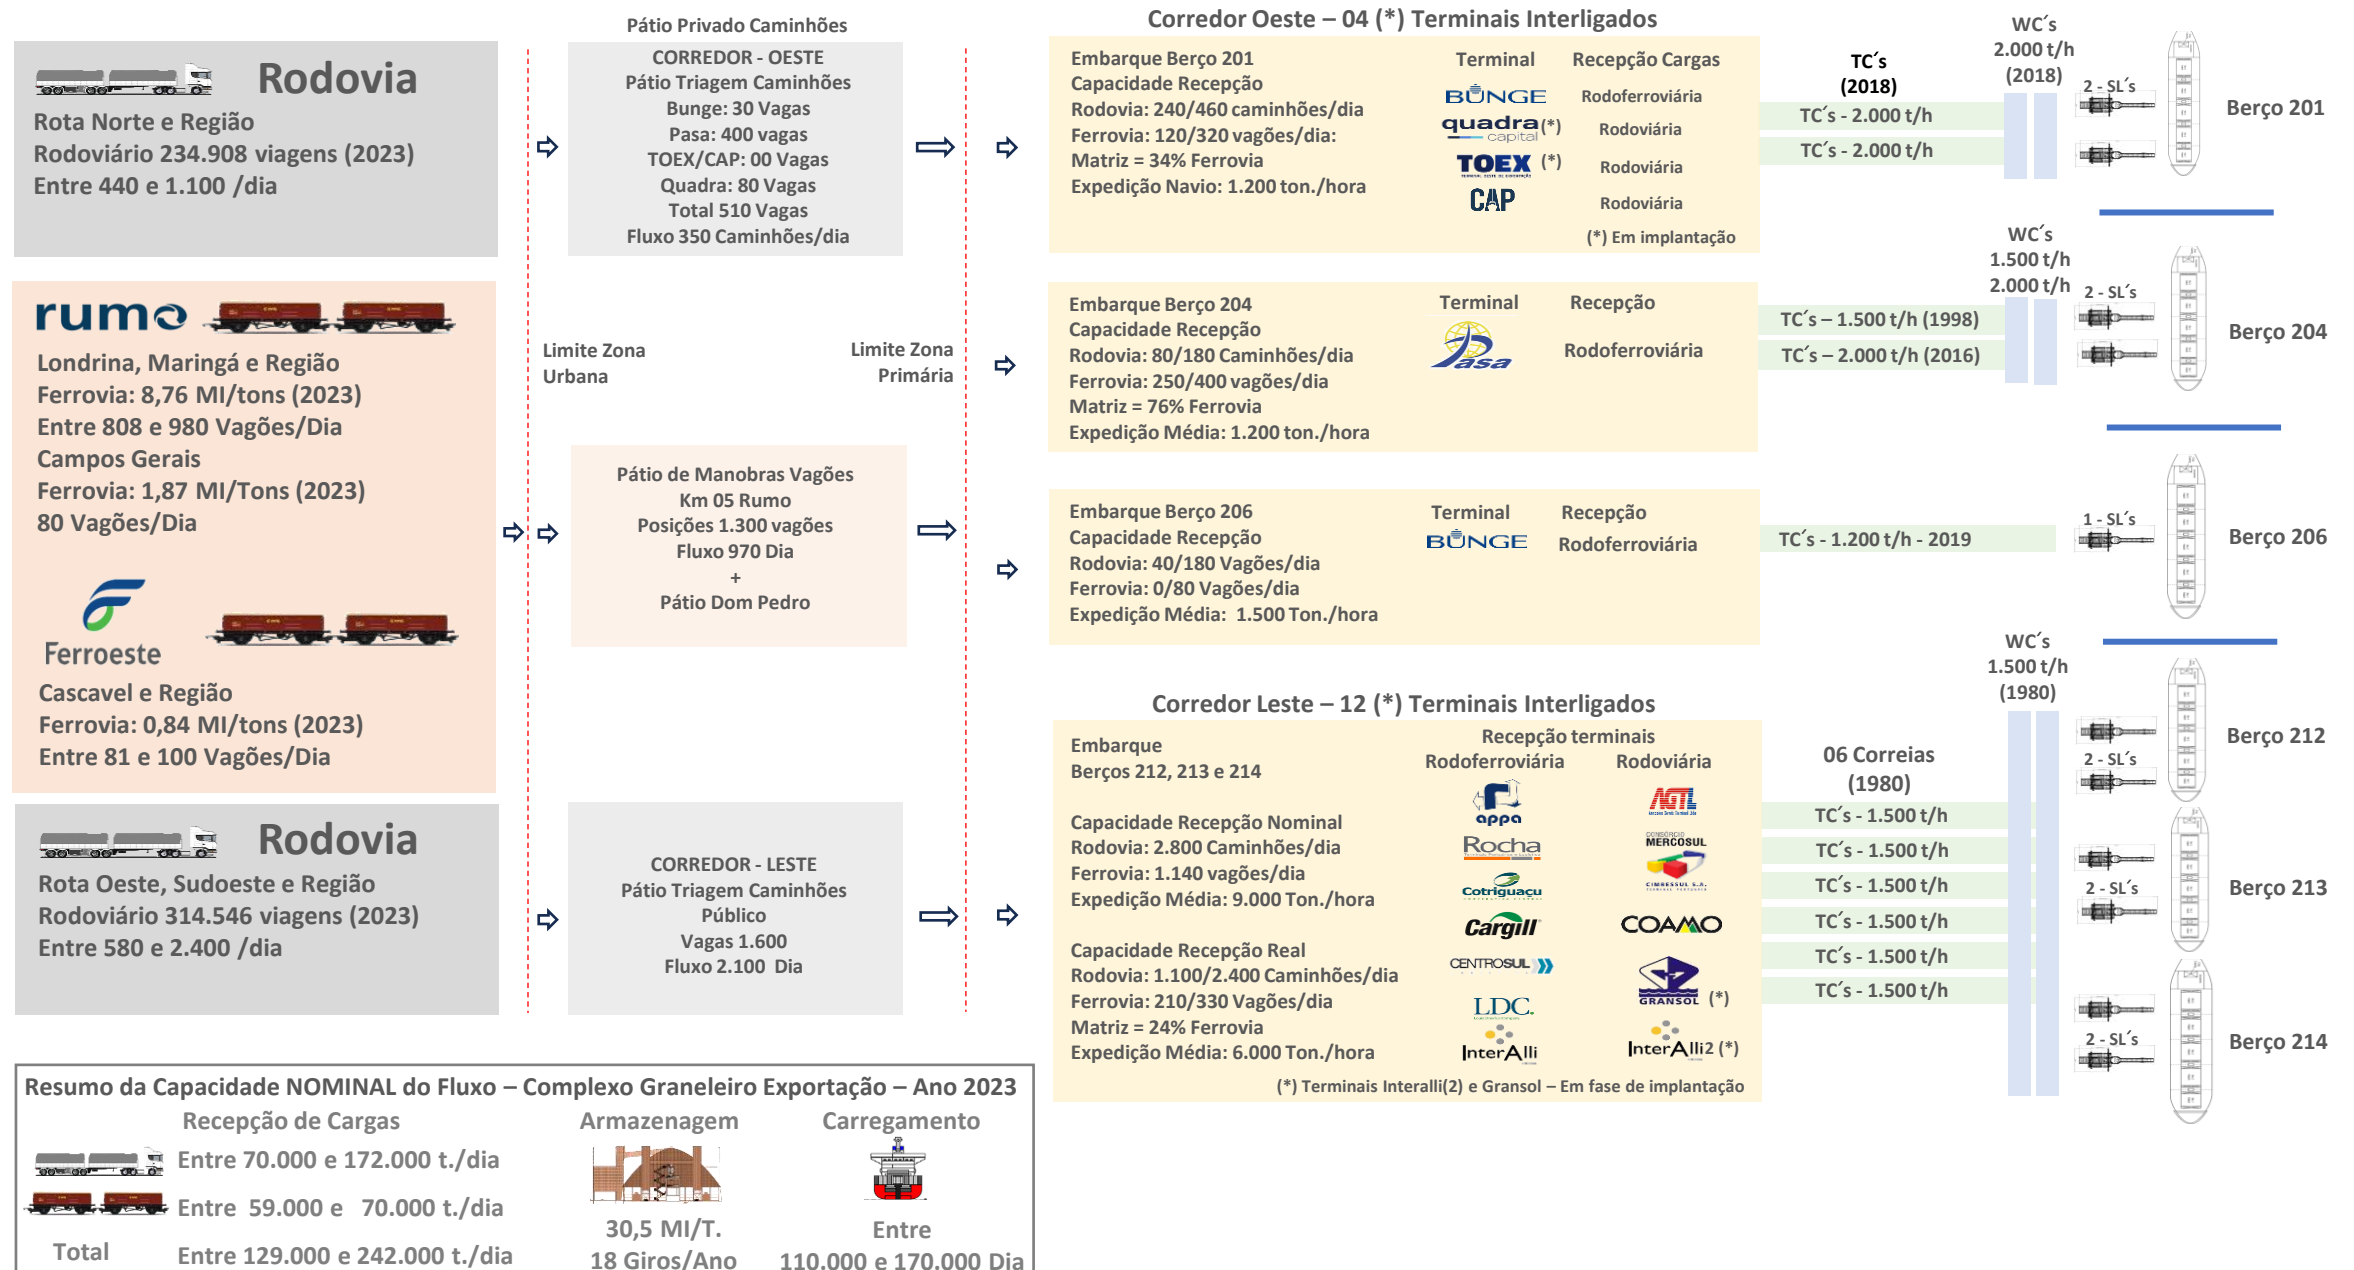 Rodovia
Rota Norte e Região
Rodoviário 234.908 viagens (2023)
Entre 440 e 1.100 /dia
rumo
Londrina, Maringá e Região
Ferrovia: 8,76 MI/tons (2023)
Entre 808 e 980 Vagões/Dia
Campos Gerais
Ferrovia: 1,87 MI/Tons (2023)
80 Vagões/Dia
Ferroeste
Cascavel e Região
Ferrovia: 0,84 MI/tons (2023)
Entre 81 e 100 Vagões/Dia
Rodovia
Rota Oeste, Sudoeste e Região
Rodoviário 314.546 viagens (2023)
Entre 580 e 2.400 /dia
Pátio Privado Caminhões
CORREDOR - OESTE
Pátio Triagem Caminhões
Bunge: 30 Vagas
Pasa: 400 vagas
TOEX/CAP: 00 Vagas
Quadra: 80 Vagas
Total 510 Vagas
Fluxo 350 Caminhões/dia
Limite Zona
Urbana
Limite Zona
Primária
Pátio de Manobras Vagões
Km 05 Rumo
Posições 1.300 vagões
Fluxo 970 Dia
+
Pátio Dom Pedro
CORREDOR - LESTE
Pátio Triagem Caminhões
Público
Vagas 1.600
Fluxo 2.100 Dia
Corredor Oeste – 04 (*) Terminais Interligados
Embarque Berço 201
Capacidade Recepção
Rodovia: 240/460 caminhões/dia
Ferrovia: 120/320 vagões/dia:
Matriz = 34% Ferrovia
Expedição Navio: 1.200 ton./hora
Terminal Recepção Cargas
BUNGE Rodoferroviária
quadra capital (*) Rodoviária
TOEX (*) Rodoviária
CAP Rodoviária
(*) Em implantação
TC´s
(2018)
TC´s - 2.000 t/h
TC´s - 2.000 t/h
WC´s
2.000 t/h
(2018)
2 - SL´s
Berço 201
Embarque Berço 204
Capacidade Recepção
Rodovia: 80/180 Caminhões/dia
Ferrovia: 250/400 vagões/dia
Matriz = 76% Ferrovia
Expedição Média: 1.200 ton./hora
Terminal Recepção
Pasa Rodoferroviária
TC´s – 1.500 t/h (1998)
TC´s – 2.000 t/h (2016)
WC´s
1.500 t/h
2.000 t/h
2 - SL´s
Berço 204
Embarque Berço 206
Capacidade Recepção
Rodovia: 40/180 Vagões/dia
Ferrovia: 0/80 Vagões/dia
Expedição Média: 1.500 Ton./hora
Terminal Recepção
BUNGE Rodoferroviária
TC´s - 1.200 t/h - 2019
1 - SL´s
Berço 206
Corredor Leste – 12 (*) Terminais Interligados
Embarque
Berços 212, 213 e 214
Capacidade Recepção Nominal
Rodovia: 2.800 Caminhões/dia
Ferrovia: 1.140 vagões/dia
Expedição Média: 9.000 Ton./hora
Capacidade Recepção Real
Rodovia: 1.100/2.400 Caminhões/dia
Ferrovia: 210/330 Vagões/dia
Matriz = 24% Ferrovia
Expedição Média: 6.000 Ton./hora
Recepção terminais
Rodoferroviária Rodoviária
appa AGTL
Rocha CONSÓRCIO MERCOSUL
Cotriguaçu CIMBESSUL S.A.
Cargill COAMO
CENTROSUL GRANSOL (*)
LDC.
InterAlli InterAlli2 (*)
(*) Terminais Interalli(2) e Gransol – Em fase de implantação
06 Correias
(1980)
TC´s - 1.500 t/h
TC´s - 1.500 t/h
TC´s - 1.500 t/h
TC´s - 1.500 t/h
TC´s - 1.500 t/h
TC´s - 1.500 t/h
WC´s
1.500 t/h
(1980)
2 - SL´s
Berço 212
2 - SL´s
Berço 213
2 - SL´s
Berço 214
Resumo da Capacidade NOMINAL do Fluxo – Complexo Graneleiro Exportação – Ano 2023
Recepção de Cargas
Entre 70.000 e 172.000 t./dia
Entre 59.000 e 70.000 t./dia
Total Entre 129.000 e 242.000 t./dia
Armazenagem
30,5 MI/T.
18 Giros/Ano
Carregamento
Entre
110.000 e 170.000 Dia